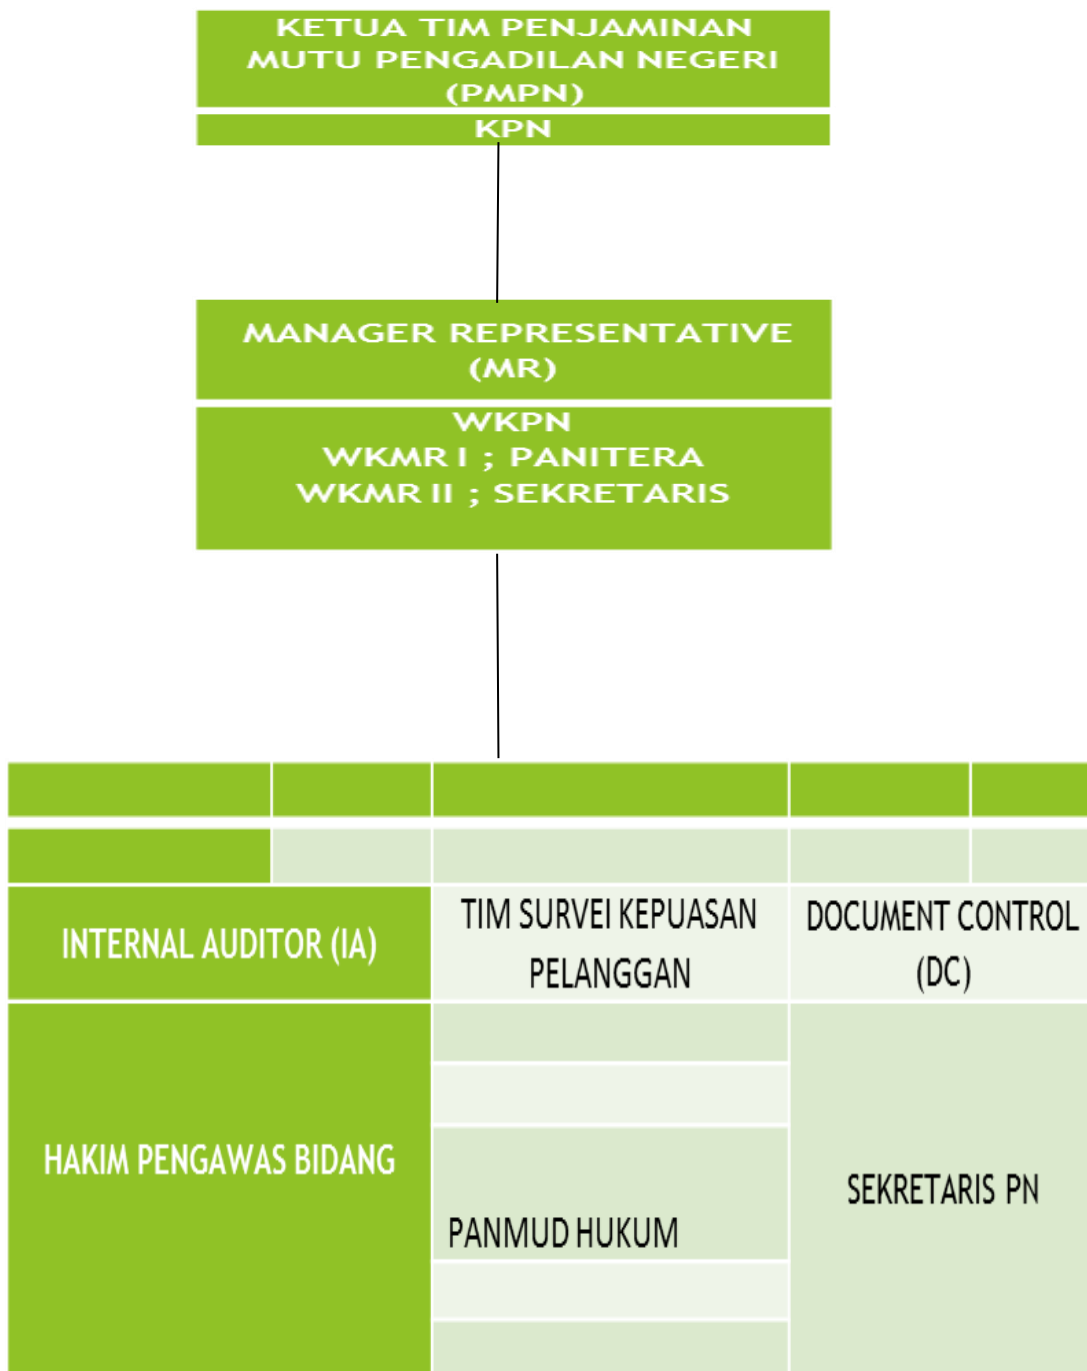 KETUA TIM PENJAMINAN
MUTU PENGADILAN NEGERI
(PMPN)
KPN
MANAGER REPRESENTATIVE
(MR)
WKPN
WKMR I ; PANITERA
WKMR II ; SEKRETARIS
INTERNAL AUDITOR (IA)
TIM SURVEI KEPUASAN
PELANGGAN
DOCUMENT CONTROL
(DC)
HAKIM PENGAWAS BIDANG
PANMUD HUKUM
SEKRETARIS PN